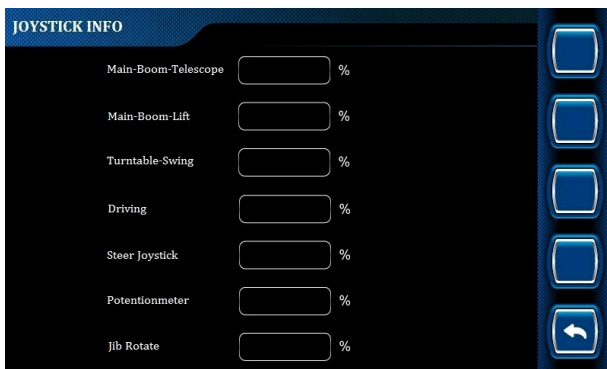 JOYSTICK INFO
Main-Boom-Telescope %
Main-Boom-Lift %
Turntable-Swing %
Driving %
Steer Joystick %
Potentionmeter %
Jib Rotate %